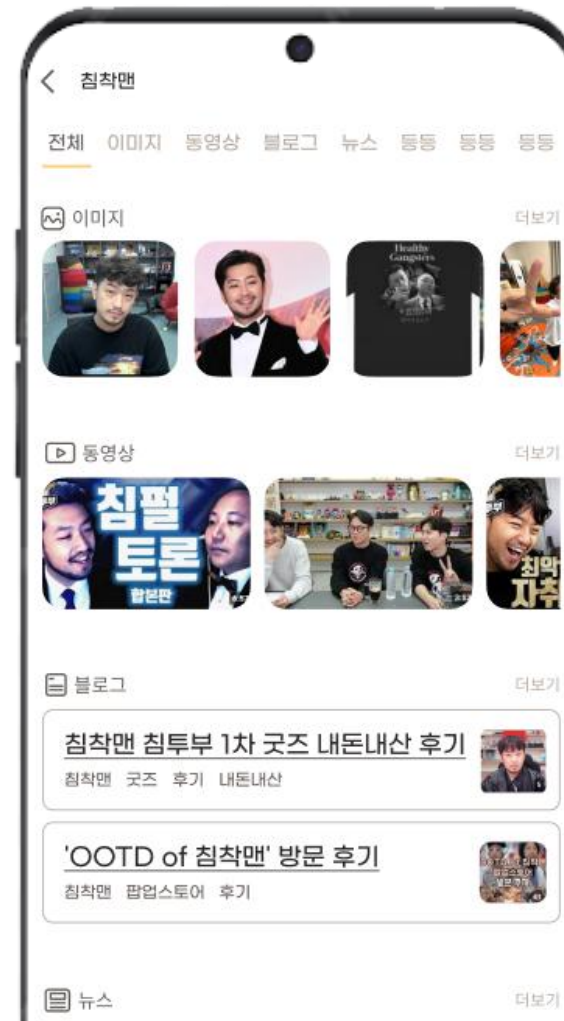 침착맨
전체 이미지 동영상 블로그 뉴스 등등 등등 등등
이미지 더보기
Healthy
Gangsters
동영상 더보기
침펄
토론
합본판
최악
자취
블로그 더보기
침착맨 침투부 1차 굿즈 내돈내산 후기
침착맨 굿즈 후기 내돈내산
'OOTD of 침착맨' 방문 후기
침착맨 팝업스토어 후기
뉴스 더보기